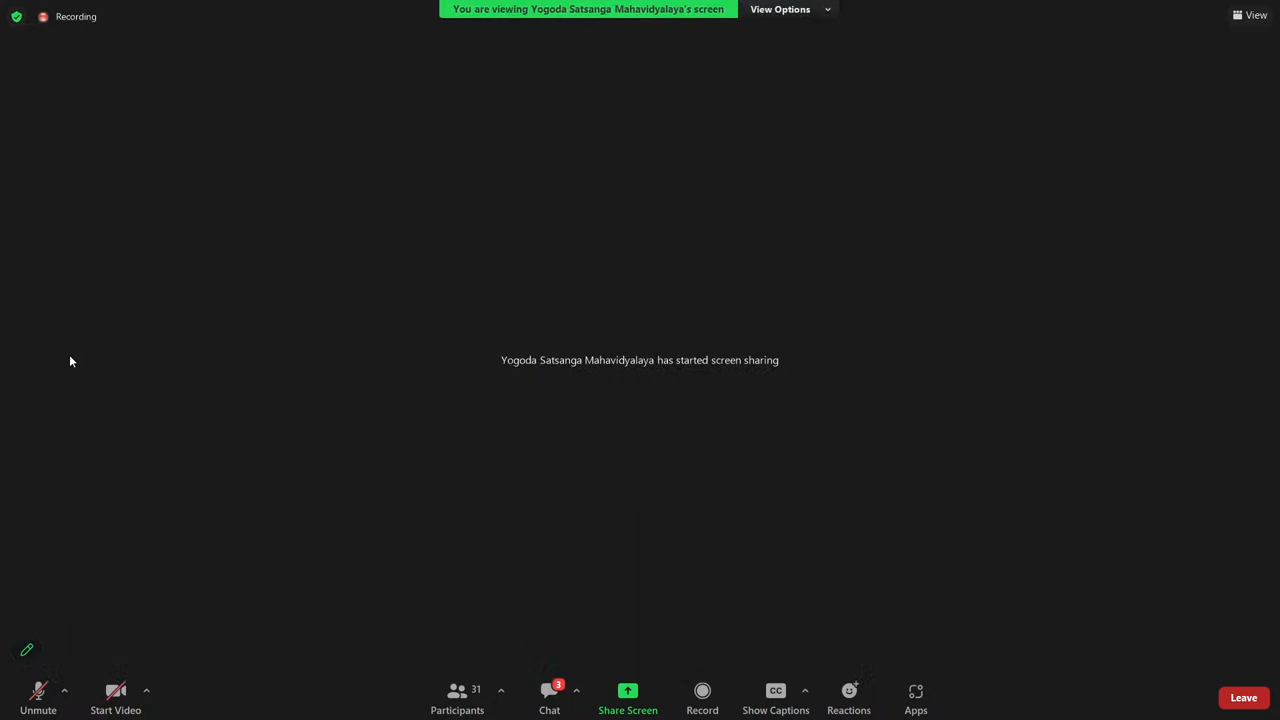 Recording
You are viewing Yogoda Satsanga Mahavidyalaya's screen
View Options
View
Yogoda Satsanga Mahavidyalaya has started screen sharing
Unmute
Start Video
31
Participants
3
Chat
Share Screen
Record
CC
Show Captions
Reactions
Apps
Leave